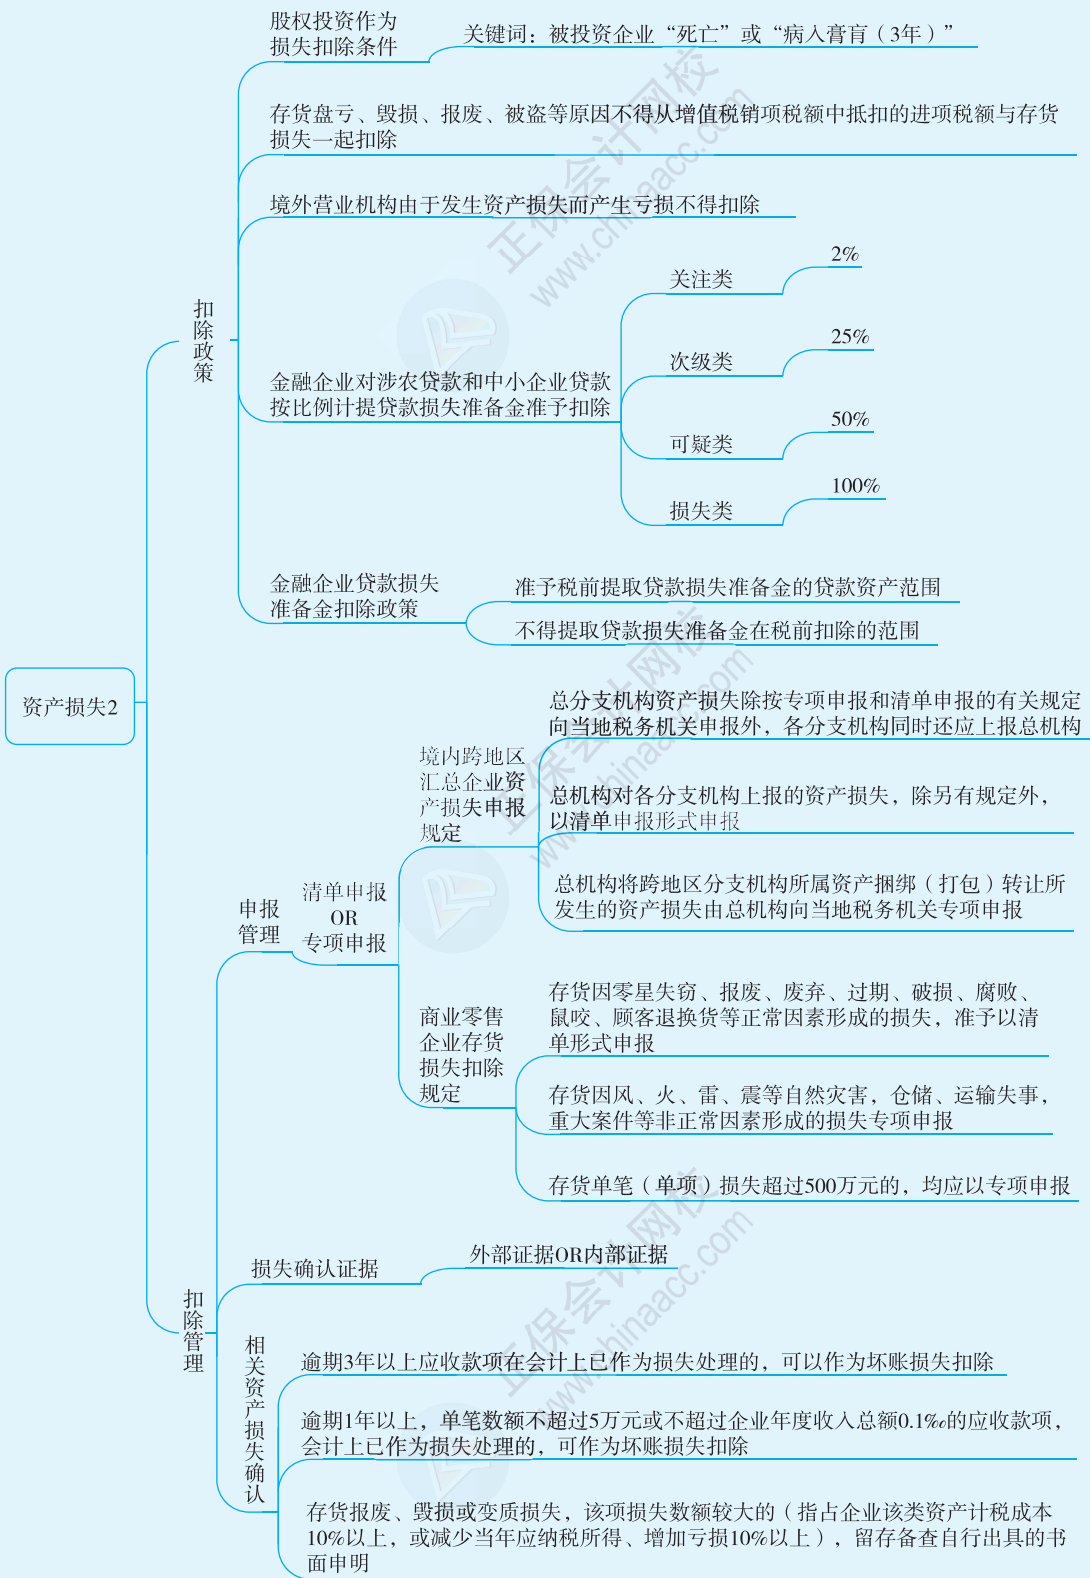 股权投资作为
损失扣除条件
关键词：被投资企业“死亡”或“病入膏肓（3年）”
存货盘亏、毁损、报废、被盗等原因不得从增值税销项税额中抵扣的进项税额与存货
损失一起扣除
境外营业机构由于发生资产损失而产生亏损不得扣除
扣除政策
金融企业对涉农贷款和中小企业贷款
按比例计提贷款损失准备金准予扣除
关注类
2%
次级类
25%
可疑类
50%
损失类
100%
金融企业贷款损失
准备金扣除政策
准予税前提取贷款损失准备金的贷款资产范围
不得提取贷款损失准备金在税前扣除的范围
资产损失2
扣除管理
申报
管理
清单申报
OR
专项申报
境内跨地区
汇总企业资
产损失申报
规定
总分支机构资产损失除按专项申报和清单申报的有关规定
向当地税务机关申报外，各分支机构同时还应上报总机构
总机构对各分支机构上报的资产损失，除另有规定外，
以清单申报形式申报
总机构将跨地区分支机构所属资产捆绑（打包）转让所
发生的资产损失由总机构向当地税务机关专项申报
商业零售
企业存货
损失扣除
规定
存货因零星失窃、报废、废弃、过期、破损、腐败、
鼠咬、顾客退换货等正常因素形成的损失，准予以清
单形式申报
存货因风、火、雷、震等自然灾害，仓储、运输失事，
重大案件等非正常因素形成的损失专项申报
存货单笔（单项）损失超过500万元的，均应以专项申报
损失确认证据
外部证据OR内部证据
相关资产损失确认
逾期3年以上应收款项在会计上已作为损失处理的，可以作为坏账损失扣除
逾期1年以上，单笔数额不超过5万元或不超过企业年度收入总额0.1‰的应收款项，
会计上已作为损失处理的，可作为坏账损失扣除
存货报废、毁损或变质损失，该项损失数额较大的（指占企业该类资产计税成本
10%以上，或减少当年应纳税所得、增加亏损10%以上），留存备查自行出具的书
面申明
正保会计网校
www.chinaacc.com
正保会计网校
www.chinaacc.com
正保会计网校
www.chinaacc.com